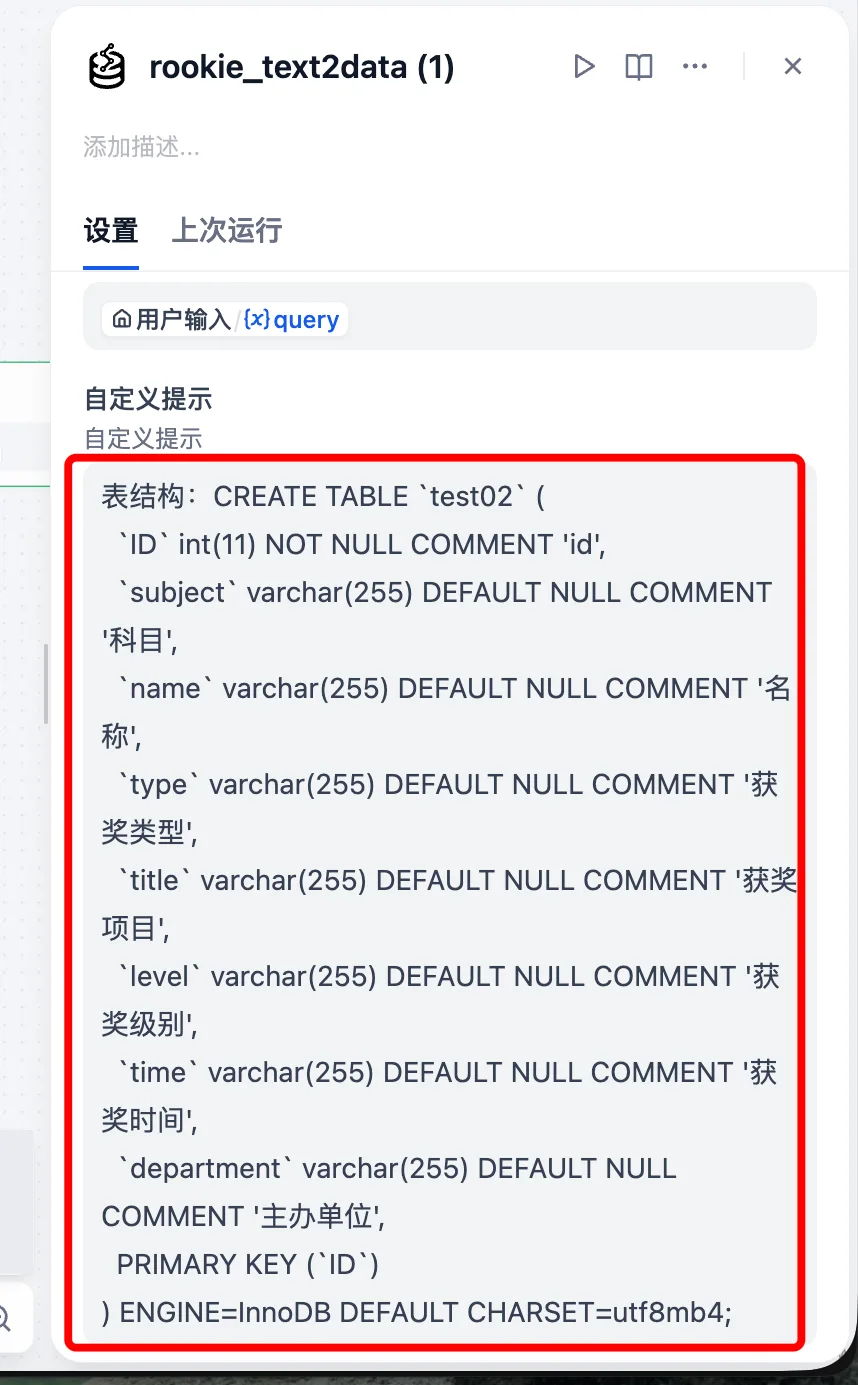 rookie_text2data (1)
添加描述...
设置 上次运行
用户输入/{x}query
自定义提示
自定义提示
表结构：CREATE TABLE `test02` (
`ID` int(11) NOT NULL COMMENT 'id',
`subject` varchar(255) DEFAULT NULL COMMENT
'科目',
`name` varchar(255) DEFAULT NULL COMMENT '名
称',
`type` varchar(255) DEFAULT NULL COMMENT '获
奖类型',
`title` varchar(255) DEFAULT NULL COMMENT '获奖
项目',
`level` varchar(255) DEFAULT NULL COMMENT '获
奖级别',
`time` varchar(255) DEFAULT NULL COMMENT '获
奖时间',
`department` varchar(255) DEFAULT NULL
COMMENT '主办单位',
PRIMARY KEY (`ID`)
) ENGINE=InnoDB DEFAULT CHARSET=utf8mb4;